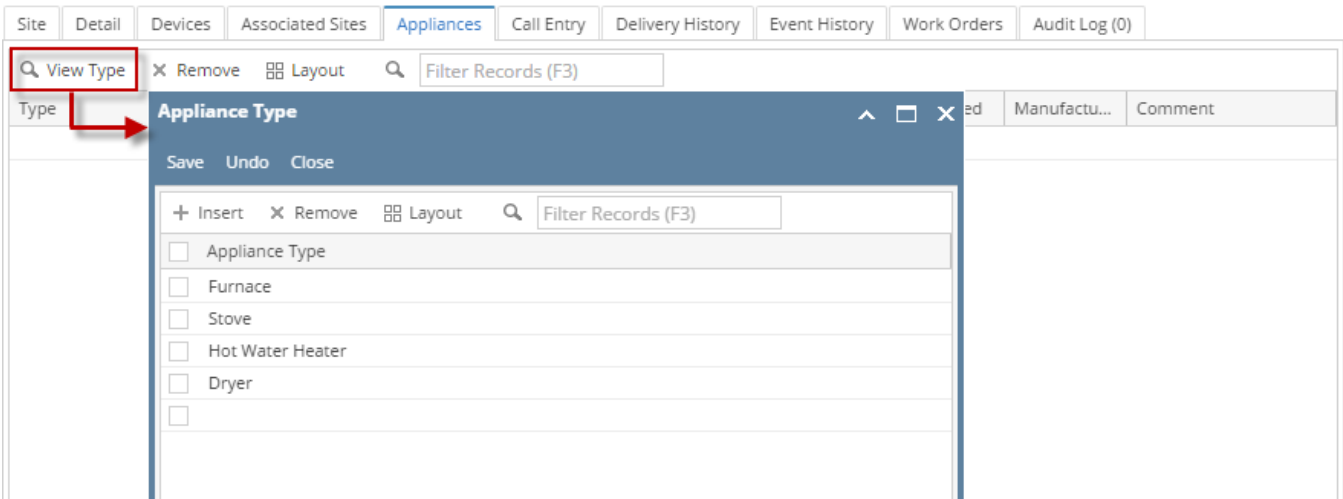 Site Detail Devices Associated Sites Appliances Call Entry Delivery History Event History Work Orders Audit Log (0)
View Type Remove Layout Filter Records (F3)
Type ed Manufactu... Comment
Appliance Type
Save Undo Close
Insert Remove Layout Filter Records (F3)
Appliance Type
Furnace
Stove
Hot Water Heater
Dryer